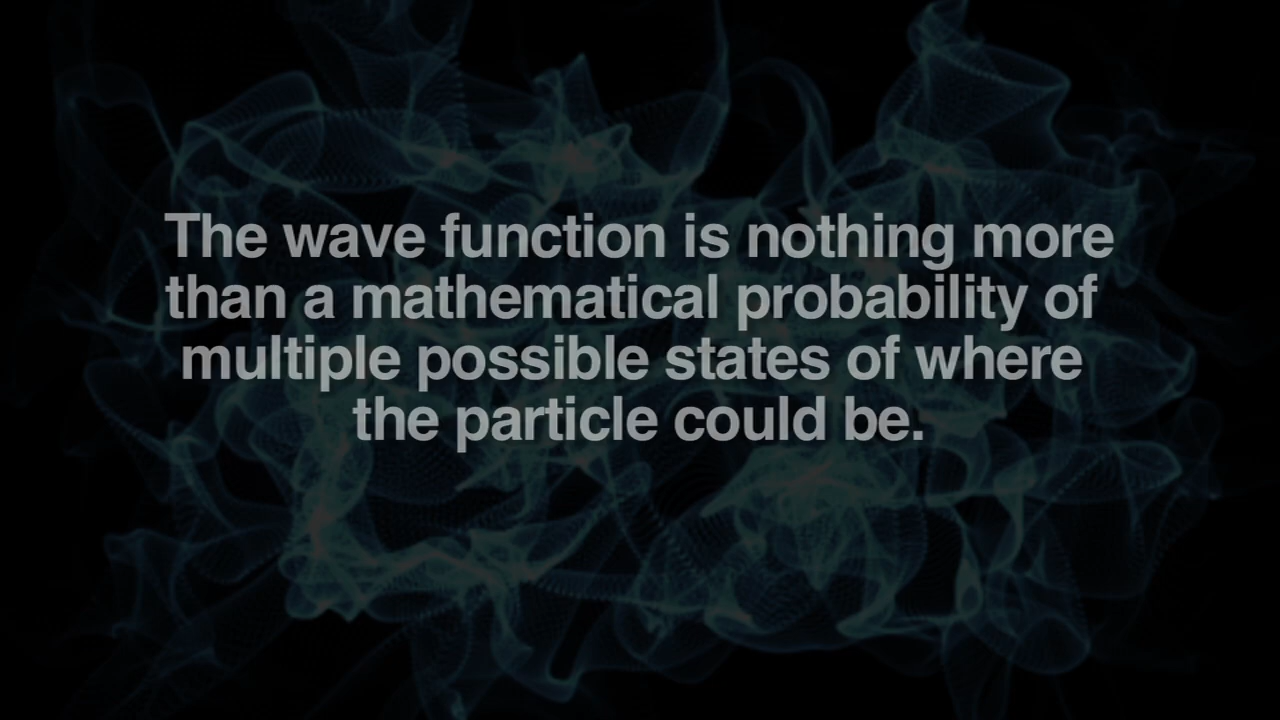 The wave function is nothing more
than a mathematical probability of
multiple possible states of where
the particle could be.